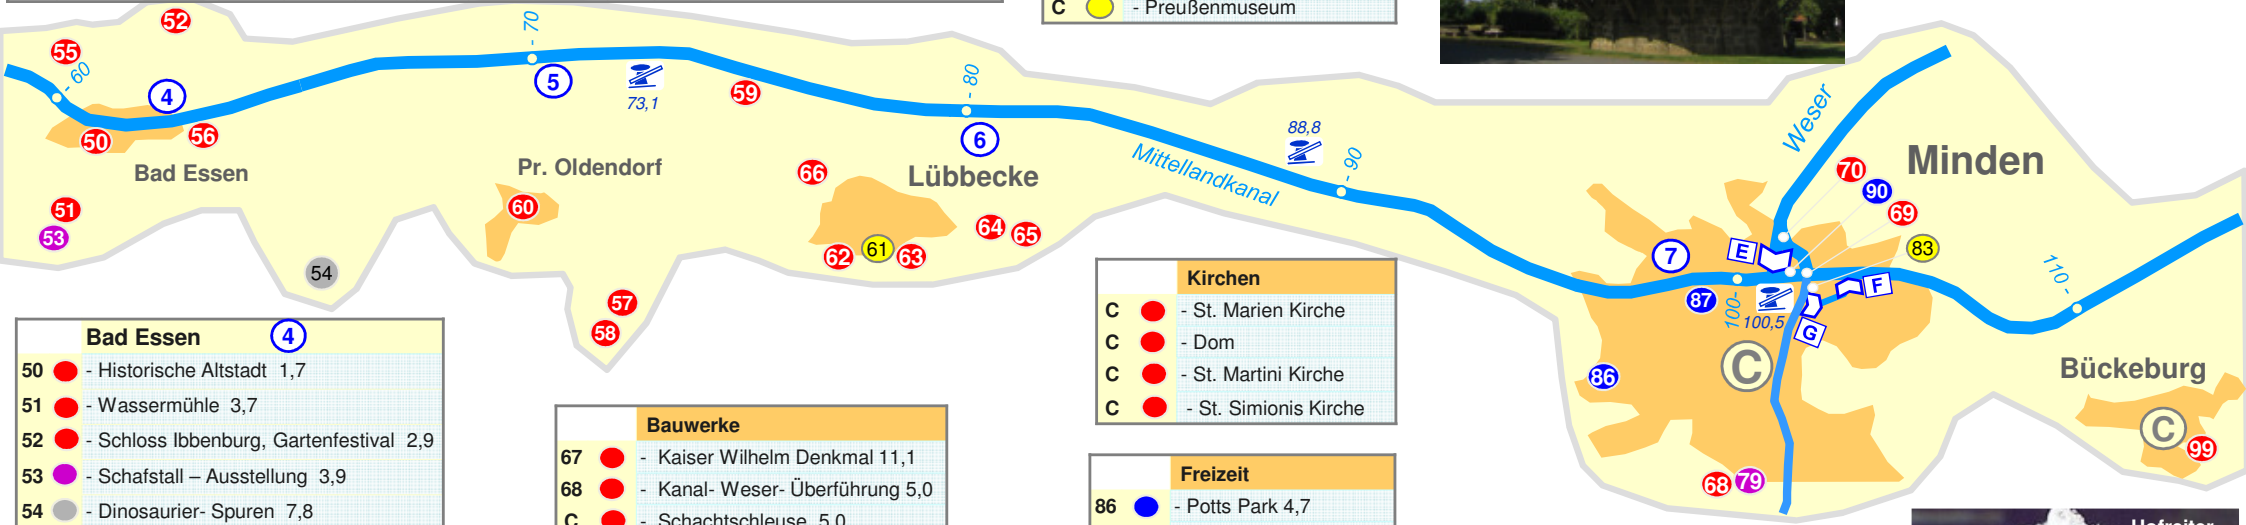 C - Preußenmuseum
52
55
- 60
4
50
56
Bad Essen
51
53
54
- 70
5
73,1
59
Pr. Oldendorf
60
57
58
- 80
6
66
Lübbecke
64
65
62
61
63
Mittellandkanal
88,8
- 90
Weser
Minden
70
90
69
83
E
7
F
87
100-
100,5
G
C
86
68
79
110 -
Bückeburg
C
99
Bad Essen 4
50 - Historische Altstadt 1,7
51 - Wassermühle 3,7
52 - Schloss Ibbenburg, Gartenfestival 2,9
53 - Schafstall – Ausstellung 3,9
54 - Dinosaurier- Spuren 7,8
Bauwerke
67 - Kaiser Wilhelm Denkmal 11,1
68 - Kanal- Weser- Überführung 5,0
C - Schachtschleuse 5,0
Kirchen
C - St. Marien Kirche
C - Dom
C - St. Martini Kirche
C - St. Simionis Kirche
Freizeit
86 - Potts Park 4,7
Hofreiter